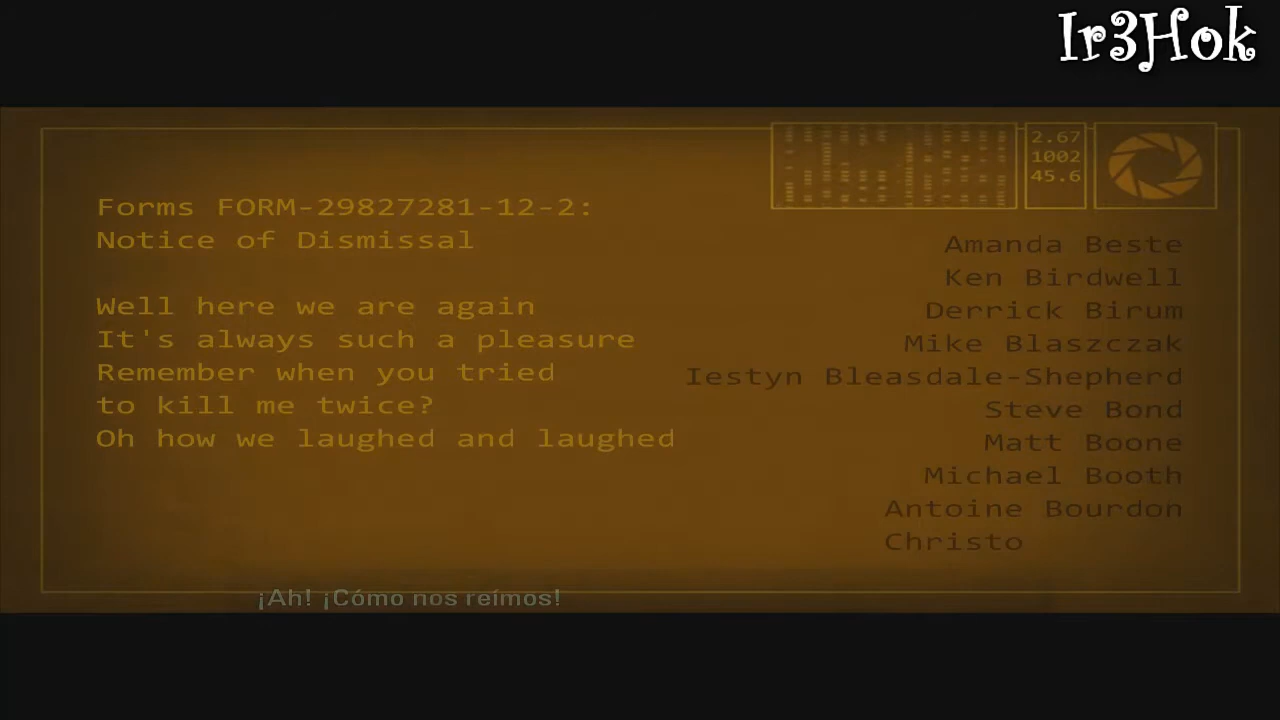 Ir3Hok
2.67
1002
45.6
Forms FORM-29827281-12-2:
Notice of Dismissal
Well here we are again
It's always such a pleasure
Remember when you tried
to kill me twice?
Oh how we laughed and laughed
Amanda Beste
Ken Birdwell
Derrick Birum
Mike Blaszczak
Iestyn Bleasdale-Shepherd
Steve Bond
Matt Boone
Michael Booth
Antoine Bourdon
Christo
¡Ah! ¡Cómo nos reímos!